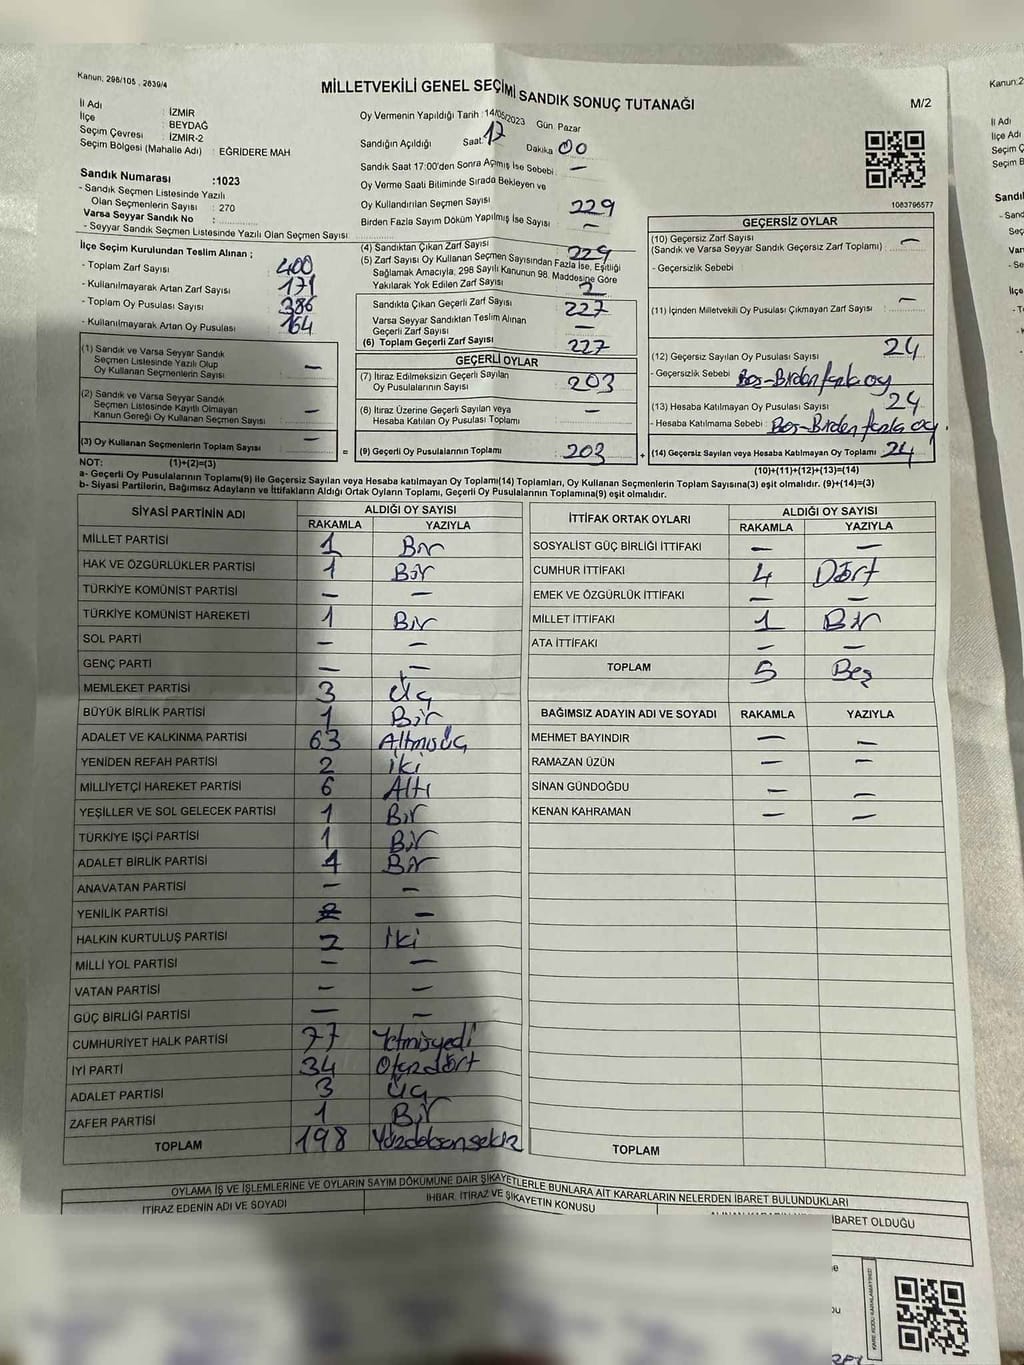 Kanun, 298/105 , 2839/4
MİLLETVEKİLİ GENEL SEÇİMİ SANDIK SONUÇ TUTANAĞI
M/2
İl Adı : İZMİR
İlçe : BEYDAĞ
Seçim Çevresi : İZMİR-2
Seçim Bölgesi (Mahalle Adı) : EĞRİDERE MAH
Sandık Numarası :1023
- Sandık Seçmen Listesinde Yazılı
Olan Seçmenlerin Sayısı : 270
Varsa Seyyar Sandık No :
- Seyyar Sandık Seçmen Listesinde Yazılı Olan Seçmen Sayısı:
İlçe Seçim Kurulundan Teslim Alınan ;
- Toplam Zarf Sayısı : 400
- Kullanılmayarak Artan Zarf Sayısı : 171
- Toplam Oy Pusulası Sayısı : 386
- Kullanılmayarak Artan Oy Pusulası : 164
(1) Sandık ve Varsa Seyyar Sandık
Seçmen Listesinde Yazılı Olup
Oy Kullanan Seçmenlerin Sayısı : —
(2) Sandık ve Varsa Seyyar Sandık
Seçmen Listesinde Kayıtlı Olmayan
Kanun Gereği Oy Kullanan Seçmen Sayısı : —
(3) Oy Kullanan Seçmenlerin Toplam Sayısı : —
Oy Vermenin Yapıldığı Tarih :14/05/2023 Gün Pazar
Sandığın Açıldığı Saat: 17 Dakika 00
Sandık Saat 17:00'den Sonra Açmış İse Sebebi : —
Oy Verme Saati Bitiminde Sırada Bekleyen ve
Oy Kullandırılan Seçmen Sayısı : 229
Birden Fazla Sayım Döküm Yapılmış İse Sayısı : —
(4) Sandıktan Çıkan Zarf Sayısı : 229
(5) Zarf Sayısı Oy Kullanan Seçmen Sayısından Fazla İse, Eşitliği
Sağlamak Amacıyla, 298 Sayılı Kanunun 98. Maddesine Göre
Yakılarak Yok Edilen Zarf Sayısı : 2
Sandıkta Çıkan Geçerli Zarf Sayısı : 227
Varsa Seyyar Sandıktan Teslim Alınan
Geçerli Zarf Sayısı : —
(6) Toplam Geçerli Zarf Sayısı : 227
GEÇERLİ OYLAR
(7) İtiraz Edilmeksizin Geçerli Sayılan
Oy Pusulalarının Sayısı : 203
(8) İtiraz Üzerine Geçerli Sayılan veya
Hesaba Katılan Oy Pusulası Toplamı : —
= (9) Geçerli Oy Pusulalarının Toplamı : 203 +
1083796577
GEÇERSİZ OYLAR
(10) Geçersiz Zarf Sayısı
(Sandık ve Varsa Seyyar Sandık Geçersiz Zarf Toplamı) : —
- Geçersizlik Sebebi
(11) İçinden Milletvekili Oy Pusulası Çıkmayan Zarf Sayısı : —
(12) Geçersiz Sayılan Oy Pusulası Sayısı : 24
- Geçersizlik Sebebi : Boş-Birden fazla oy
(13) Hesaba Katılmayan Oy Pusulası Sayısı : 24
- Hesaba Katılmama Sebebi : Boş-Birden fazla oy.
(14) Geçersiz Sayılan veya Hesaba Katılmayan Oy Toplamı : 24
NOT: (1)+(2)=(3)
(10)+(11)+(12)+(13)=(14)
a- Geçerli Oy Pusulasının Toplamı(9) ile Geçersiz Sayılan veya Hesaba katılmayan Oy Toplamı(14) Toplamları, Oy Kullanan Seçmenlerin Toplam Sayısına(3) eşit olmalıdır. (9)+(14)=(3)
b- Siyasi Partilerin, Bağımsız Adayların ve İttifakların Aldığı Ortak Oyların Toplamı, Geçerli Oy Pusulasının Toplamına(9) eşit olmalıdır.
SİYASİ PARTİNİN ADI ALDIĞI OY SAYISI
RAKAMLA YAZIYLA
MİLLET PARTİSİ 1 Bir
HAK VE ÖZGÜRLÜKLER PARTİSİ 1 Bir
TÜRKİYE KOMÜNİST PARTİSİ — —
TÜRKİYE KOMÜNİST HAREKETİ 1 Bir
SOL PARTİ — —
GENÇ PARTİ — —
MEMLEKET PARTİSİ 3 Üç
BÜYÜK BİRLİK PARTİSİ 1 Bir
ADALET VE KALKINMA PARTİSİ 63 Altmışüç
YENİDEN REFAH PARTİSİ 2 İki
MİLLİYETÇİ HAREKET PARTİSİ 6 Altı
YEŞİLLER VE SOL GELECEK PARTİSİ 1 Bir
TÜRKİYE İŞÇİ PARTİSİ 1 Bir
ADALET BİRLİK PARTİSİ 1 Bir
ANAVATAN PARTİSİ — —
YENİLİK PARTİSİ —
HALKIN KURTULUŞ PARTİSİ 2 İki
MİLLİ YOL PARTİSİ — —
VATAN PARTİSİ — —
GÜÇ BİRLİĞİ PARTİSİ — —
CUMHURİYET HALK PARTİSİ 77 Yetmişyedi
İYİ PARTİ 34 Otuzdört
ADALET PARTİSİ 3 Üç
ZAFER PARTİSİ 1 Bir
TOPLAM 198 Yüzdoksansekiz
İTTİFAK ORTAK OYLARI ALDIĞI OY SAYISI
RAKAMLA YAZIYLA
SOSYALİST GÜÇ BİRLİĞİ İTTİFAKI — —
CUMHUR İTTİFAKI 4 Dört
EMEK VE ÖZGÜRLÜK İTTİFAKI — —
MİLLET İTTİFAKI 1 Bir
ATA İTTİFAKI — —
TOPLAM 5 Beş
BAĞIMSIZ ADAYIN ADI VE SOYADI RAKAMLA YAZIYLA
MEHMET BAYINDIR — —
RAMAZAN ÜZÜN — —
SİNAN GÜNDOĞDU — —
KENAN KAHRAMAN — —
TOPLAM
OYLAMA İŞ VE İŞLEMLERİNE VE OYLARIN SAYIM DÖKÜMÜNE DAİR ŞİKAYETLERLE BUNLARA AİT KARARLARIN NELERDEN İBARET BULUNDUKLARI
İTİRAZ EDENİN ADI VE SOYADI
İHBAR, İTİRAZ VE ŞİKAYETİN KONUSU
İBARET OLDUĞU
Kanun,2
İl Adı
İlçe Adı
Seçim Ç
Seçim B
Sandı
- Sand
Seç
Var
- Sey
İlçe
- T